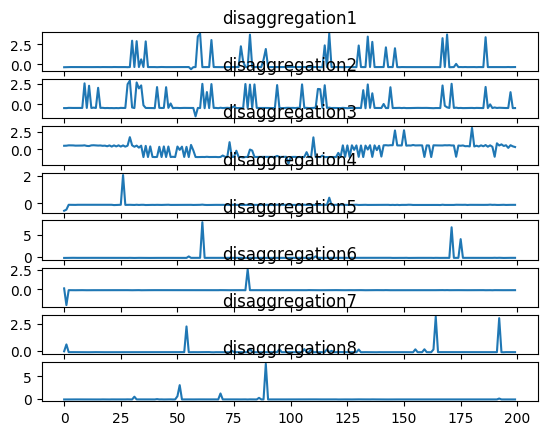 disaggregation1
2.5
0.0
disaggregation2
2.5
0.0
disaggregation3
2.5
0.0
disaggregation4
2
0
disaggregation5
5
0
disaggregation6
2.5
0.0
disaggregation7
2.5
0.0
disaggregation8
5
0
0 25 50 75 100 125 150 175 200